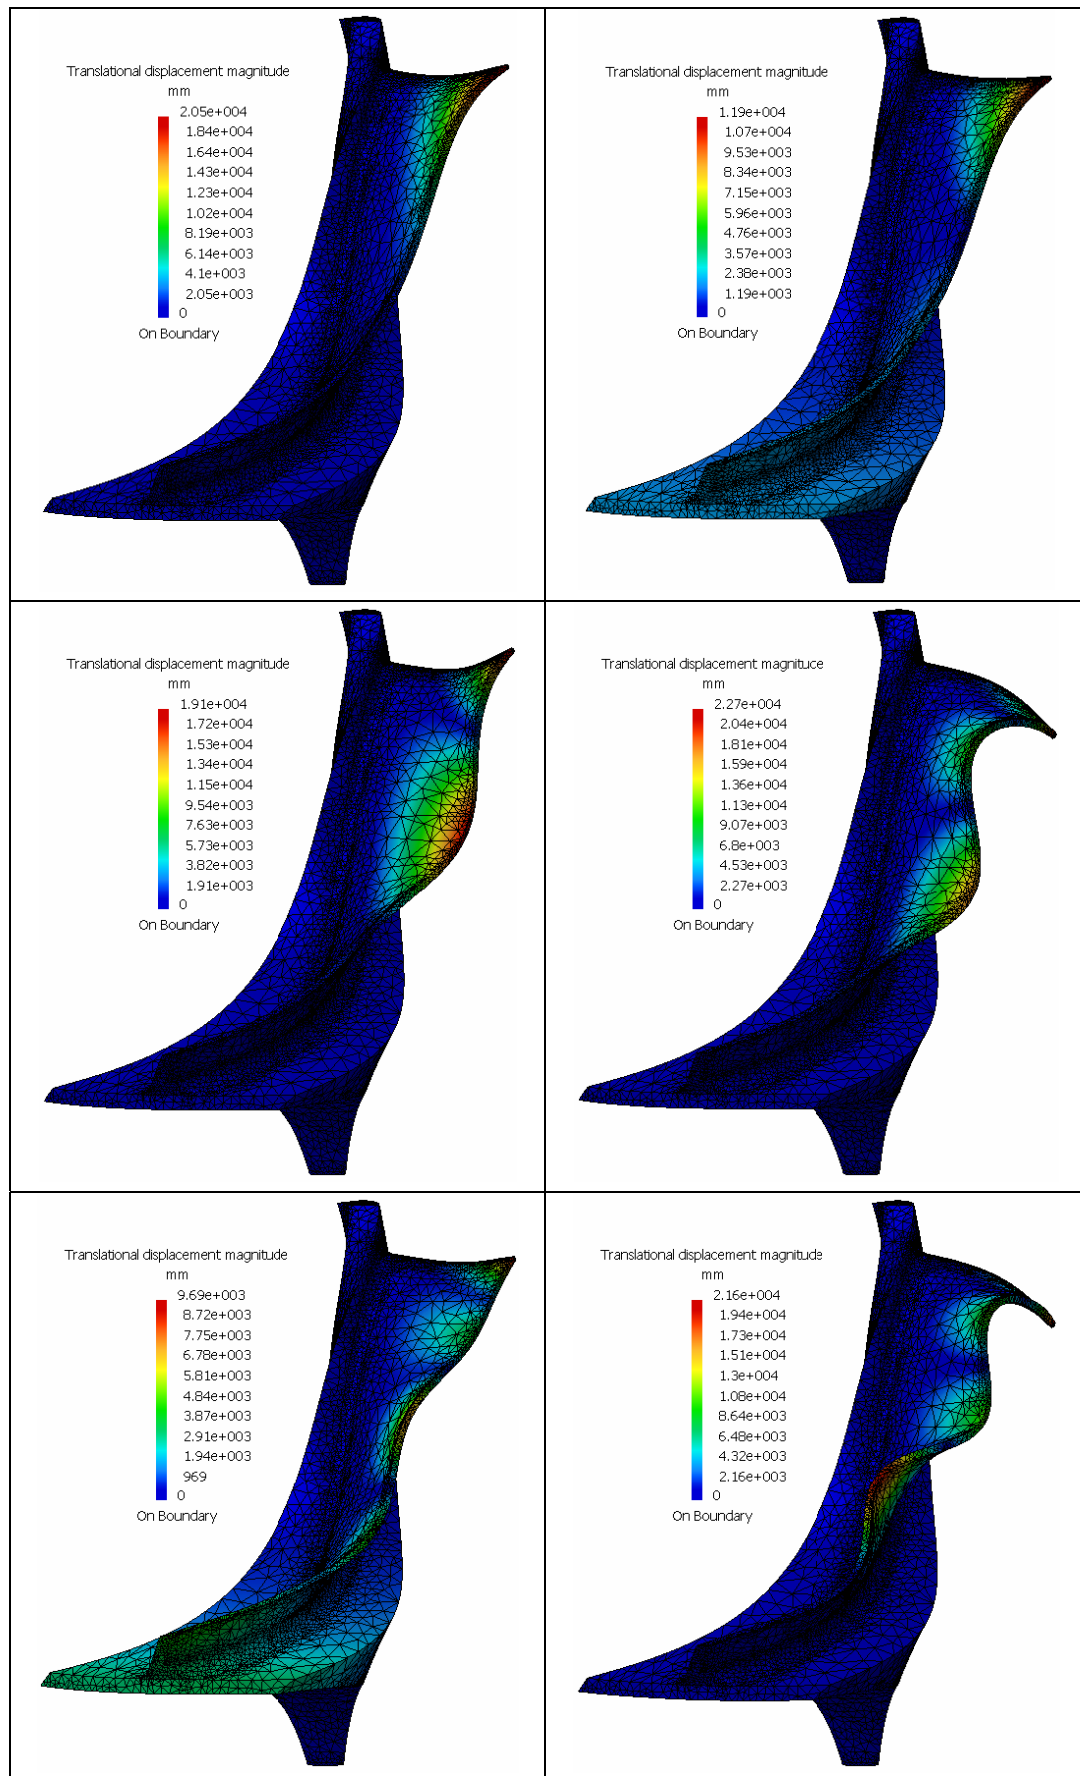 Translational displacement magnitude
mm
2.05e+004
1.84e+004
1.64e+004
1.43e+004
1.23e+004
1.02e+004
8.19e+003
6.14e+003
4.1e+003
2.05e+003
0
On Boundary
Translational displacement magnitude
mm
1.19e+004
1.07e+004
9.53e+003
8.34e+003
7.15e+003
5.96e+003
4.76e+003
3.57e+003
2.38e+003
1.19e+003
0
On Boundary
Translational displacement magnitude
mm
1.91e+004
1.72e+004
1.53e+004
1.34e+004
1.15e+004
9.54e+003
7.63e+003
5.73e+003
3.82e+003
1.91e+003
0
On Boundary
Translational displacement magnituce
mm
2.27e+004
2.04e+004
1.81e+004
1.59e+004
1.36e+004
1.13e+004
9.07e+003
6.8e+003
4.53e+003
2.27e+003
0
On Boundary
Translational displacement magnitude
mm
9.69e+003
8.72e+003
7.75e+003
6.78e+003
5.81e+003
4.84e+003
3.87e+003
2.91e+003
1.94e+003
969
0
On Boundary
Translational displacement magnitude
mm
2.16e+004
1.94e+004
1.73e+004
1.51e+004
1.3e+004
1.08e+004
8.64e+003
6.48e+003
4.32e+003
2.16e+003
0
On Boundary